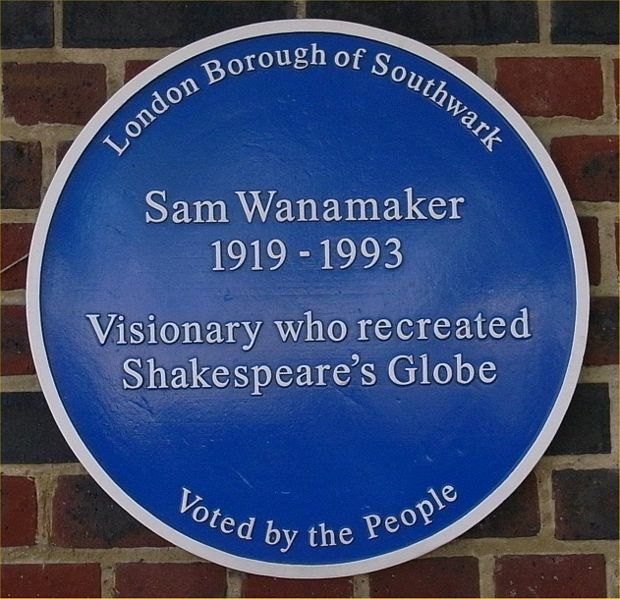 London Borough of Southwark
Sam Wanamaker
1919 - 1993
Visionary who recreated
Shakespeare's Globe
Voted by the People